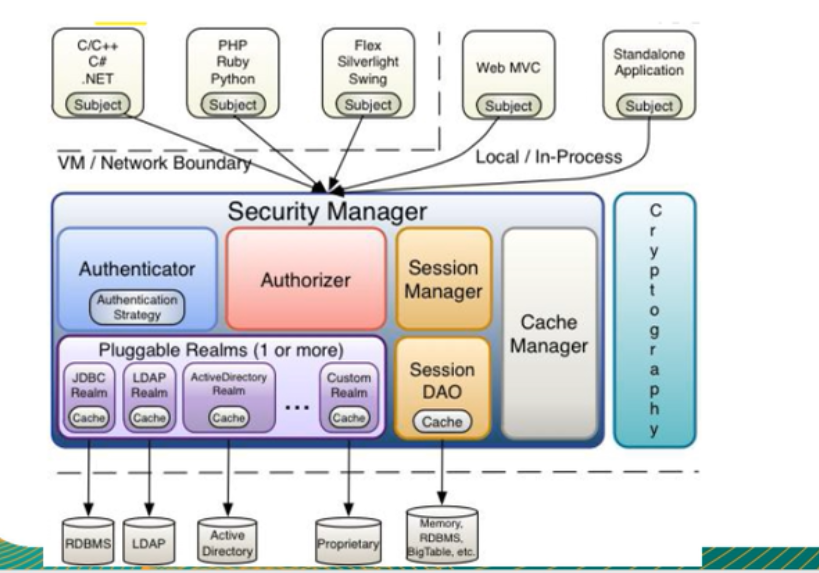 C/C++
C#
.NET
Subject
PHP
Ruby
Python
Subject
Flex
Silverlight
Swing
Subject
Web MVC
Subject
Standalone
Application
Subject
VM / Network Boundary
Local / In-Process
Security Manager
Authenticator
Authentication
Strategy
Authorizer
Session
Manager
Cache
Manager
Pluggable Realms (1 or more)
JDBC
Realm
Cache
LDAP
Realm
Cache
ActiveDirectory
Realm
Cache
...
Custom
Realm
Cache
Session
DAO
Cache
Cryptography
RDBMS
LDAP
Active
Directory
Proprietary
Memory,
RDBMS,
BigTable, etc.